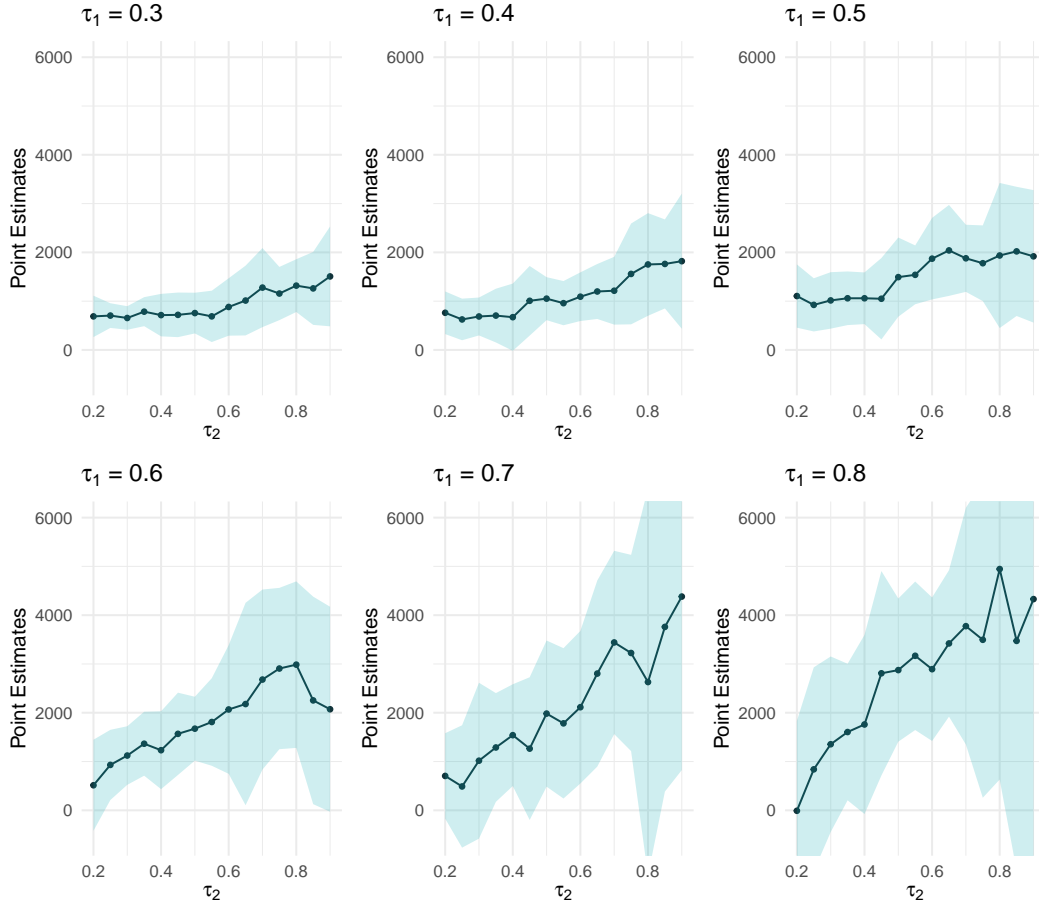 τ1 = 0.3
6000
4000
2000
0
Point Estimates
0.2 0.4 0.6 0.8
τ2
τ1 = 0.4
6000
4000
2000
0
Point Estimates
0.2 0.4 0.6 0.8
τ2
τ1 = 0.5
6000
4000
2000
0
Point Estimates
0.2 0.4 0.6 0.8
τ2
τ1 = 0.6
6000
4000
2000
0
Point Estimates
0.2 0.4 0.6 0.8
τ2
τ1 = 0.7
6000
4000
2000
0
Point Estimates
0.2 0.4 0.6 0.8
τ2
τ1 = 0.8
6000
4000
2000
0
Point Estimates
0.2 0.4 0.6 0.8
τ2